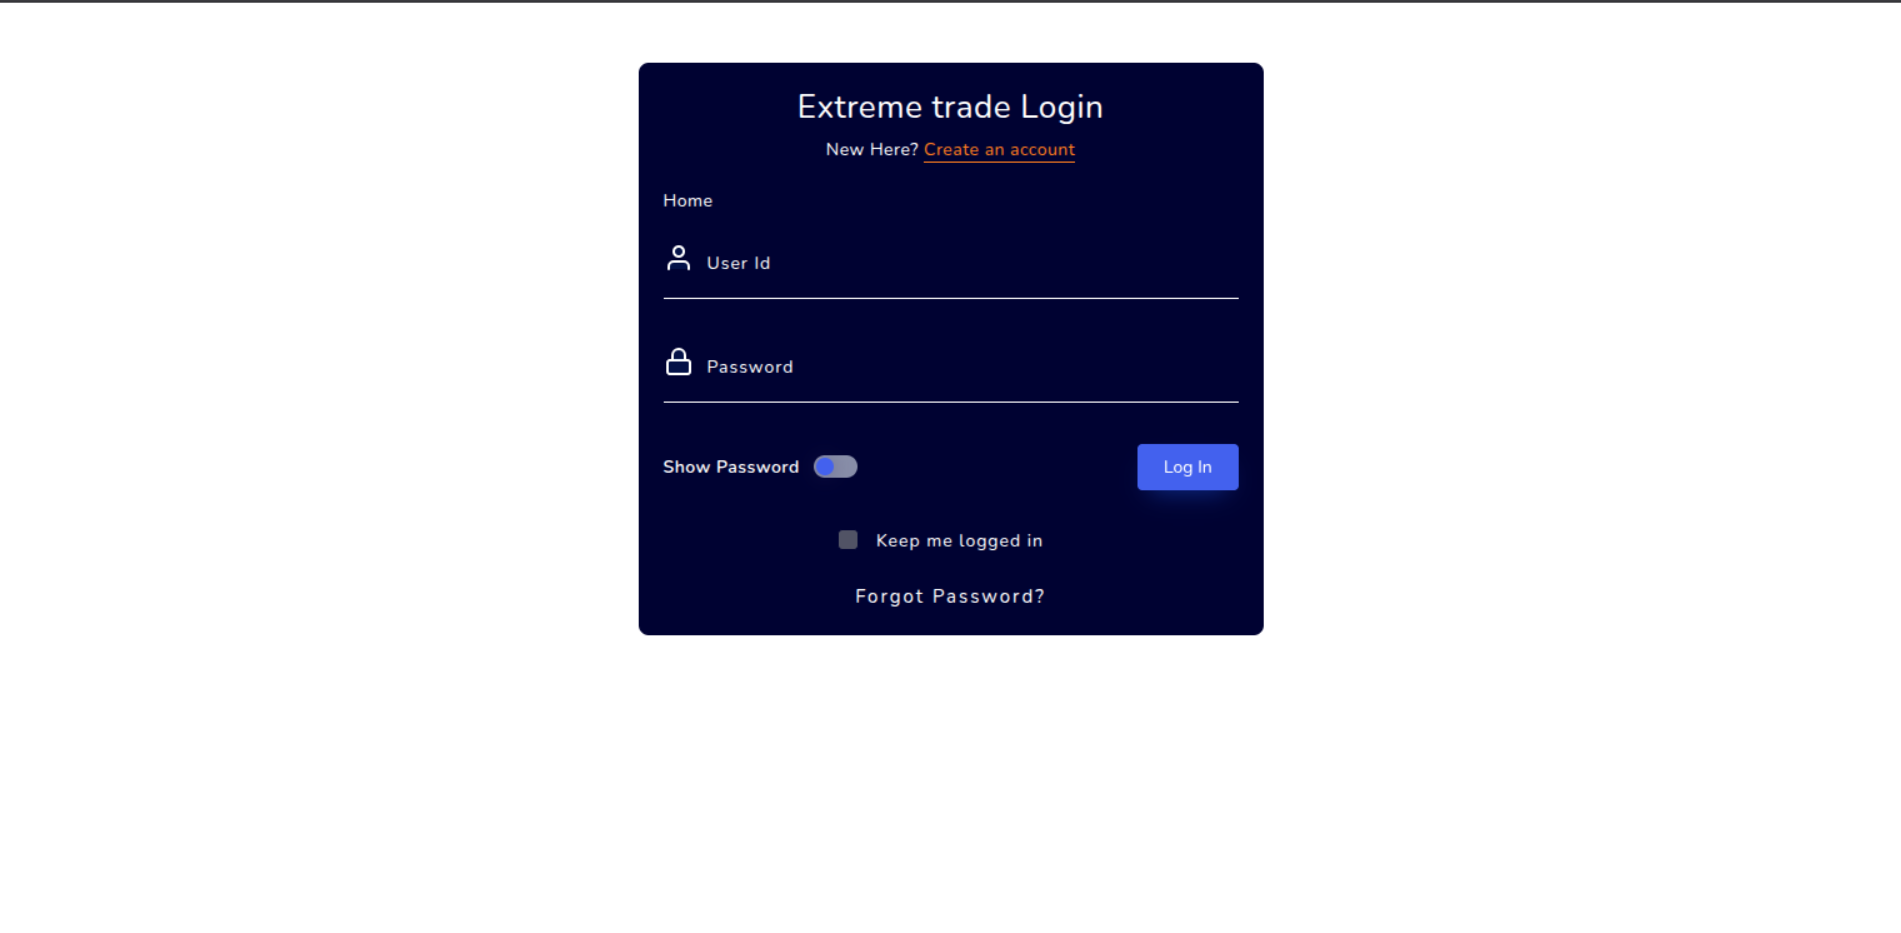 Extreme trade Login
New Here? Create an account
Home
User Id
Password
Show Password
Log In
Keep me logged in
Forgot Password?